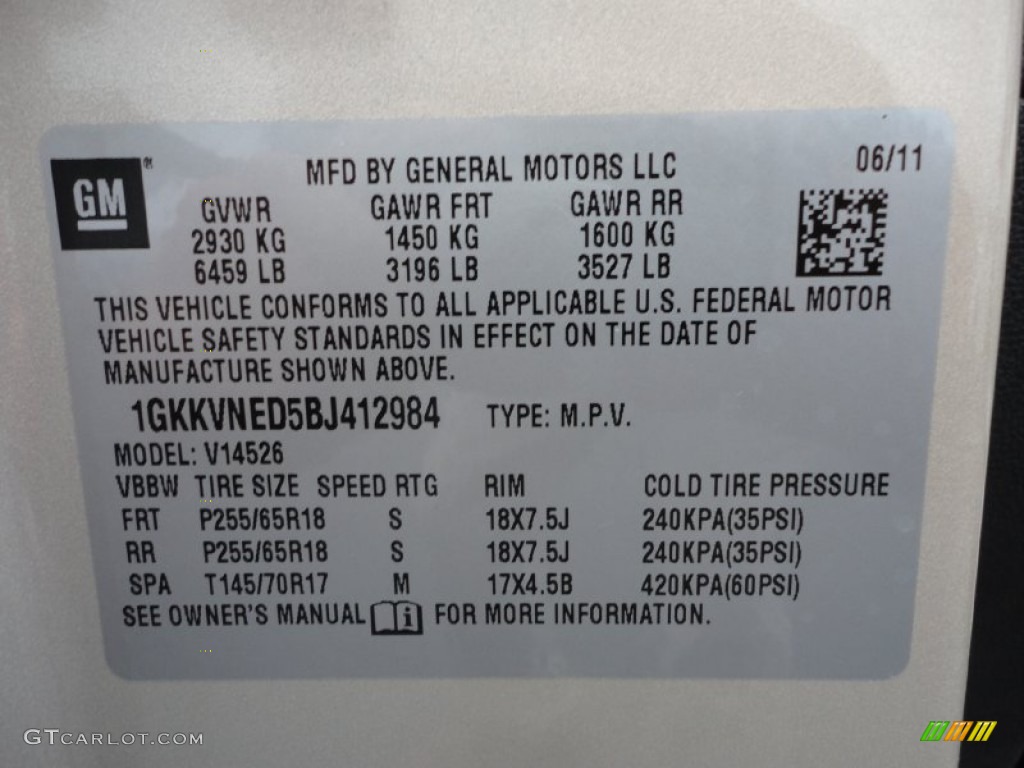 GM ®
MFD BY GENERAL MOTORS LLC 06/11
GVWR GAWR FRT GAWR RR
2930 KG 1450 KG 1600 KG
6459 LB 3196 LB 3527 LB
THIS VEHICLE CONFORMS TO ALL APPLICABLE U.S. FEDERAL MOTOR
VEHICLE SAFETY STANDARDS IN EFFECT ON THE DATE OF
MANUFACTURE SHOWN ABOVE.
1GKKVNED5BJ412984 TYPE: M.P.V.
MODEL: V14526
VBBW TIRE SIZE SPEED RTG RIM COLD TIRE PRESSURE
FRT P255/65R18 S 18X7.5J 240KPA(35PSI)
RR P255/65R18 S 18X7.5J 240KPA(35PSI)
SPA T145/70R17 M 17X4.5B 420KPA(60PSI)
SEE OWNER'S MANUAL i FOR MORE INFORMATION.
GTCARLOT.COM